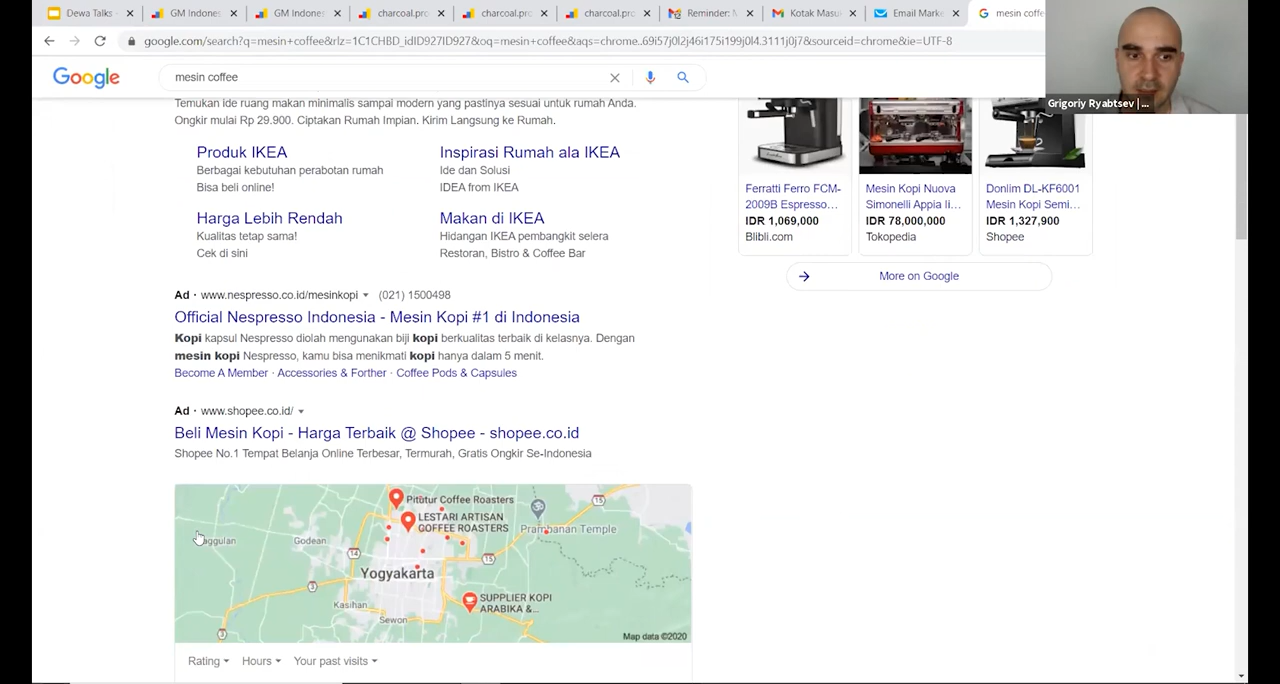 Dewa Talks -
GM Indones
GM Indones
charcoal.pro
charcoal.pro
charcoal.pro
Reminder:
Kotak Masu
Email Marke
mesin coffe
google.com/search?q=mesin+coffee&rlz=1C1CHBD_idID927ID927&oq=mesin+coffee&aqs=chrome..69i57j0l2j46i175i199j0l4.3111j0j7&sourceid=chrome&ie=UTF-8
Google
mesin coffee
Grigoriy Ryabtsev |...
Temukan ide ruang makan minimalis sampai modern yang pastinya sesuai untuk rumah Anda.
Ongkir mulai Rp 29.900. Ciptakan Rumah Impian. Kirim Langsung ke Rumah.
Produk IKEA
Berbagai kebutuhan perabotan rumah
Bisa beli online!
Inspirasi Rumah ala IKEA
Ide dan Solusi
IDEA from IKEA
Harga Lebih Rendah
Kualitas tetap sama!
Cek di sini
Makan di IKEA
Hidangan IKEA pembangkit selera
Restoran, Bistro & Coffee Bar
Ferratti Ferro FCM-
2009B Espresso…
IDR 1,069,000
Blibli.com
Mesin Kopi Nuova
Simonelli Appia Ii…
IDR 78,000,000
Tokopedia
Donlim DL-KF6001
Mesin Kopi Semi…
IDR 1,327,900
Shopee
More on Google
Ad · www.nespresso.co.id/mesinkopi (021) 1500498
Official Nespresso Indonesia - Mesin Kopi #1 di Indonesia
Kopi kapsul Nespresso diolah mengunakan biji kopi berkualitas terbaik di kelasnya. Dengan
mesin kopi Nespresso, kamu bisa menikmati kopi hanya dalam 5 menit.
Become A Member · Accessories & Forther · Coffee Pods & Capsules
Ad · www.shopee.co.id/
Beli Mesin Kopi - Harga Terbaik @ Shopee - shopee.co.id
Shopee No.1 Tempat Belanja Online Terbesar, Termurah, Gratis Ongkir Se-Indonesia
Pitutur Coffee Roasters
15
LESTARI ARTISAN
COFFEE ROASTERS
Prambanan Temple
Godean
14
15
Yogyakarta
3
SUPPLIER KOPI
ARABIKA &...
Kasihan
Sewon
3
3
Map data ©2020
Rating
Hours
Your past visits